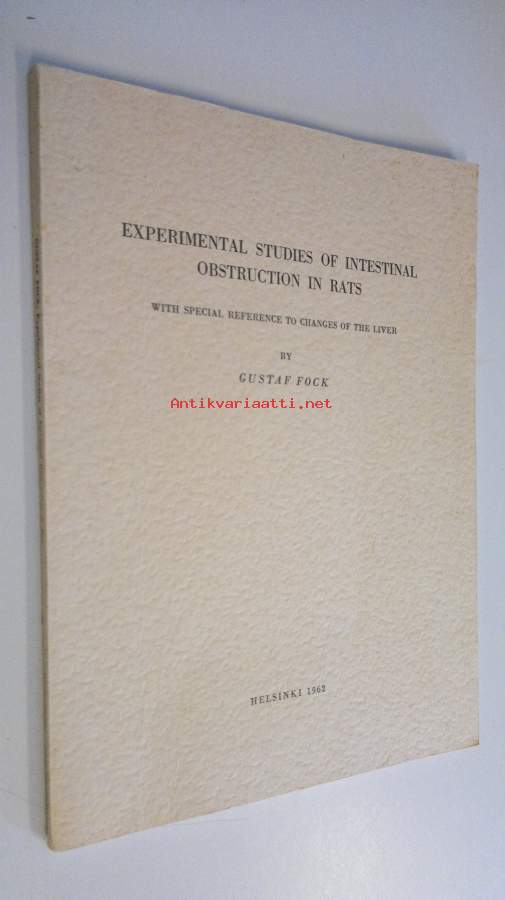 EXPERIMENTAL STUDIES OF INTESTINAL
OBSTRUCTION IN RATS
WITH SPECIAL REFERENCE TO CHANGES OF THE LIVER
BY
GUSTAF FOCK
Antikvariaatti.net
HELSINKI 1962